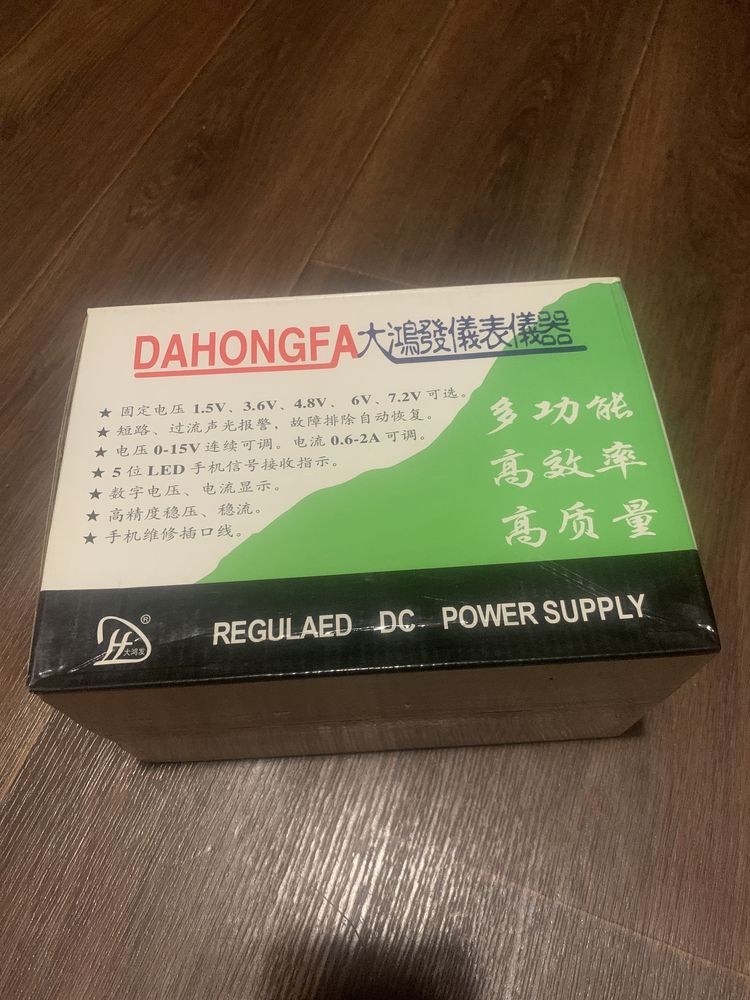 DAHONGFA大鴻發儀表儀器
★ 固定电压 1.5V、3.6V、4.8V、 6V、7.2V 可选。
★ 短路、过流声光报警，故障排除自动恢复。
★ 电压 0-15V 连续可调。电流 0.6-2A 可调。
★ 5 位 LED 手机信号接收指示。
★ 数字电压、电流显示。
★ 高精度稳压、稳流。
★ 手机维修插口线。
多功能
高效率
高质量
H大鸿发 ®
REGULAED DC POWER SUPPLY